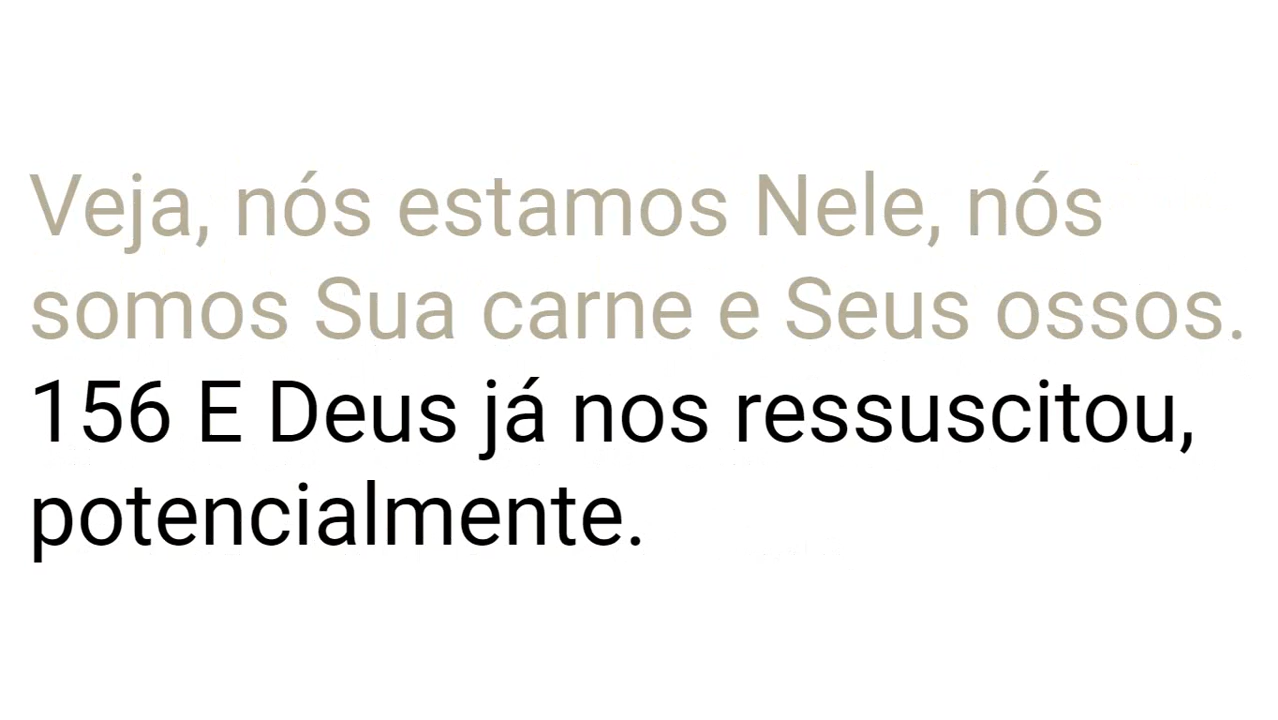 Veja, nós estamos Nele, nós
somos Sua carne e Seus ossos.
156 E Deus já nos ressuscitou,
potencialmente.